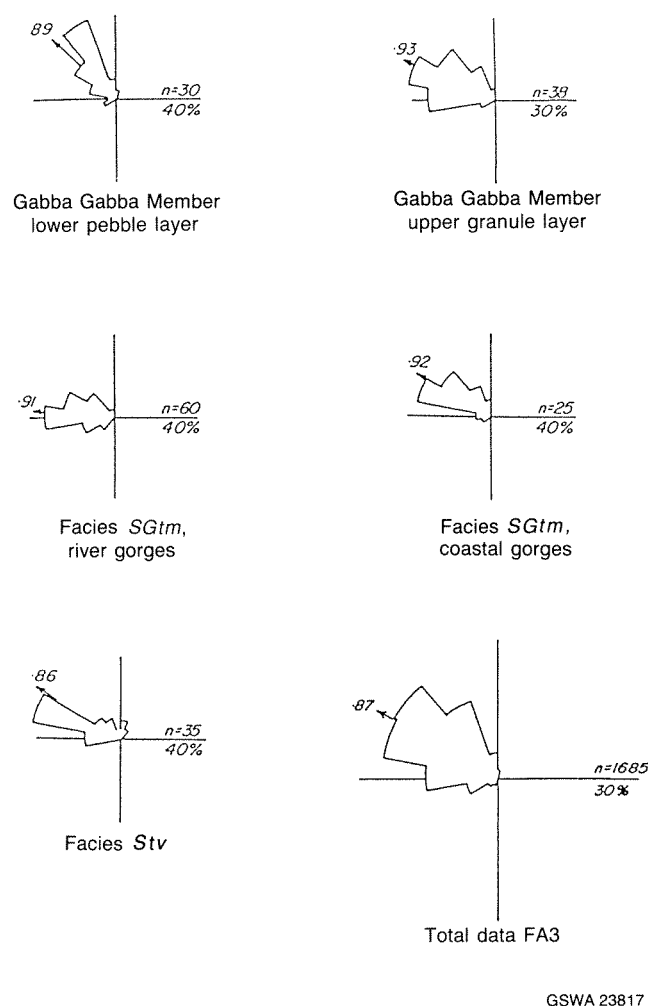 89
n=30
40%
Gabba Gabba Member
lower pebble layer
.93
n=38
30%
Gabba Gabba Member
upper granule layer
.91
n=60
40%
Facies SGtm,
river gorges
.92
n=25
40%
Facies SGtm,
coastal gorges
.86
n=35
40%
Facies Stv
.87
n=1685
30%
Total data FA3
GSWA 23817